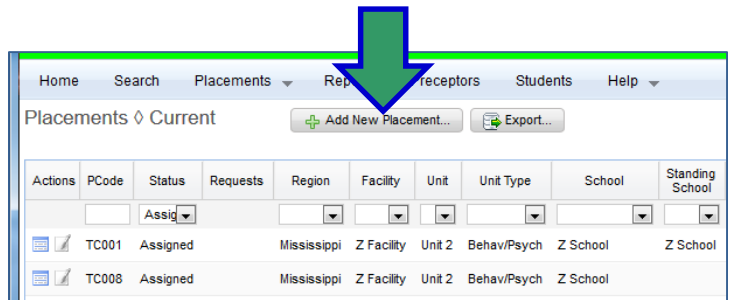 Home Search Placements Rep receptors Students Help
Placements ◊ Current Add New Placement... Export...
Actions PCode Status Requests Region Facility Unit Unit Type School Standing School
Assig
TC001 Assigned Mississippi Z Facility Unit 2 Behav/Psych Z School Z School
TC008 Assigned Mississippi Z Facility Unit 2 Behav/Psych Z School